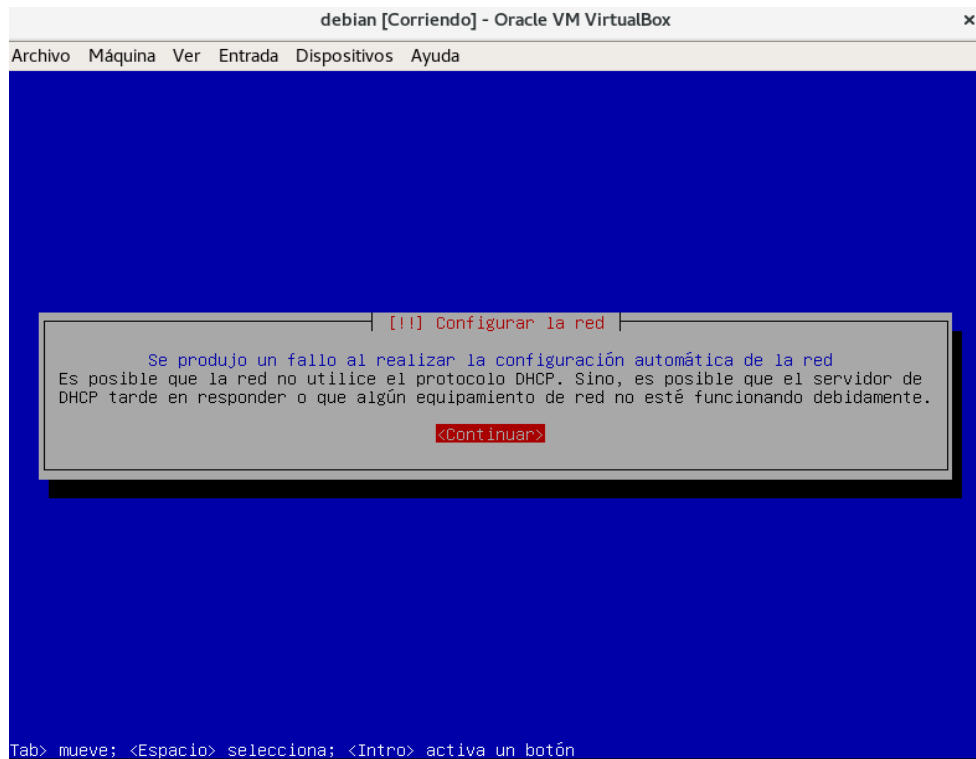 debian [Corriendo] - Oracle VM VirtualBox ×
Archivo Máquina Ver Entrada Dispositivos Ayuda
[!!] Configurar la red
Se produjo un fallo al realizar la configuración automática de la red
Es posible que la red no utilice el protocolo DHCP. Sino, es posible que el servidor de
DHCP tarde en responder o que algún equipamiento de red no esté funcionando debidamente.
<Continuar>
Tab> mueve; <Espacio> selecciona; <Intro> activa un botón